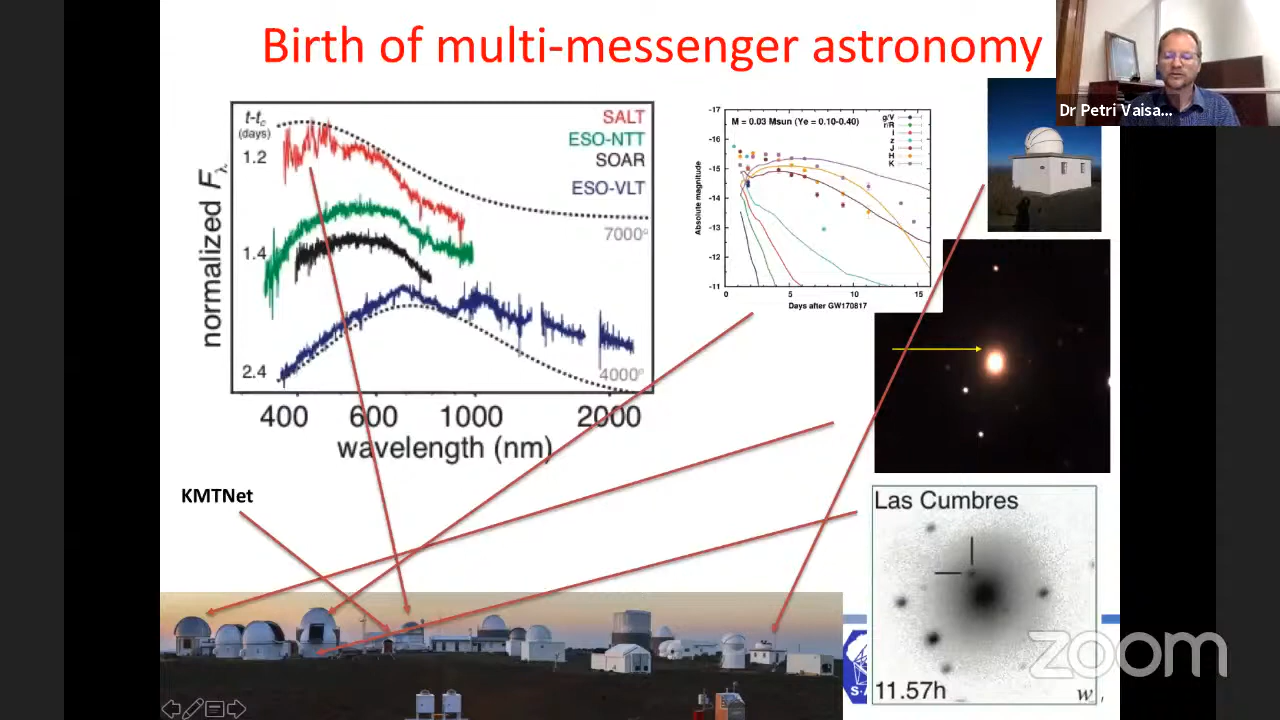 Birth of multi-messenger astronomy
Dr Petri Vaisa...
t-tc
(days)
1.2
1.4
2.4
normalized Fλ
SALT
ESO-NTT
SOAR
ESO-VLT
7000°
4000°
400 600 1000 2000
wavelength (nm)
M = 0.03 Msun (Ye = 0.10-0.40)
g/V
r/R
i
z
J
H
K
-17
-16
-15
-14
-13
-12
-11
Absolute magnitude
0 5 10 15
Days after GW170817
KMTNet
Las Cumbres
11.57h
w
zoom